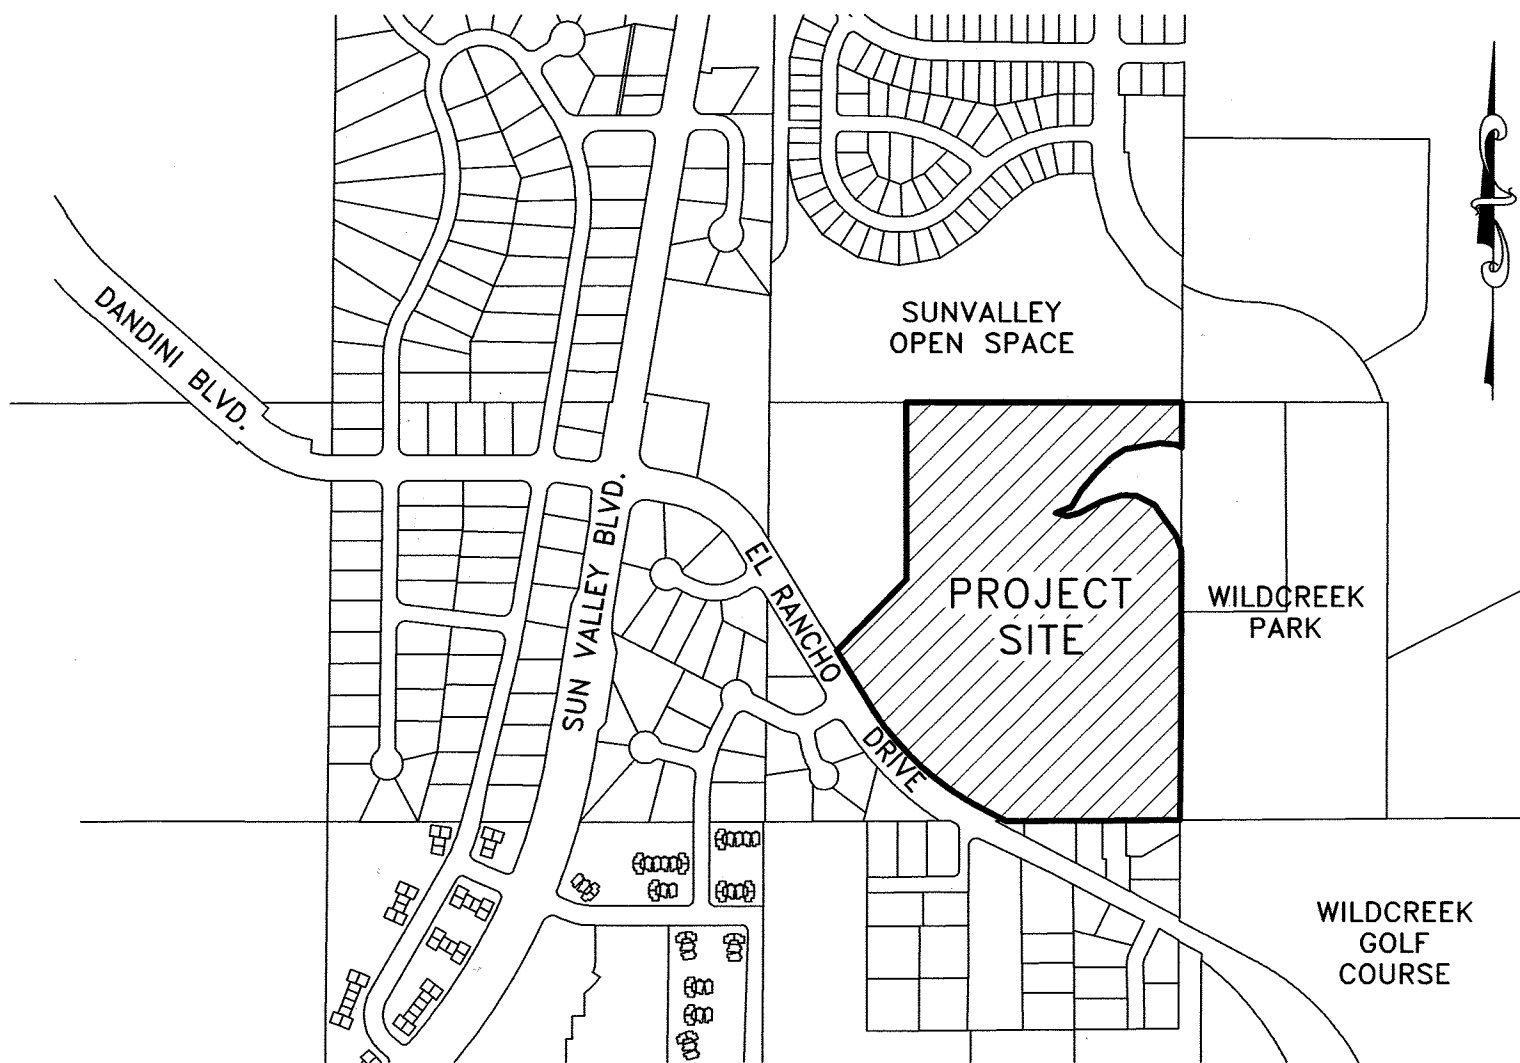 SUNVALLEY
OPEN SPACE
DANDINI BLVD.
SUN VALLEY BLVD.
EL RANCHO
DRIVE
PROJECT
SITE
WILDCREEK
PARK
WILDCREEK
GOLF
COURSE